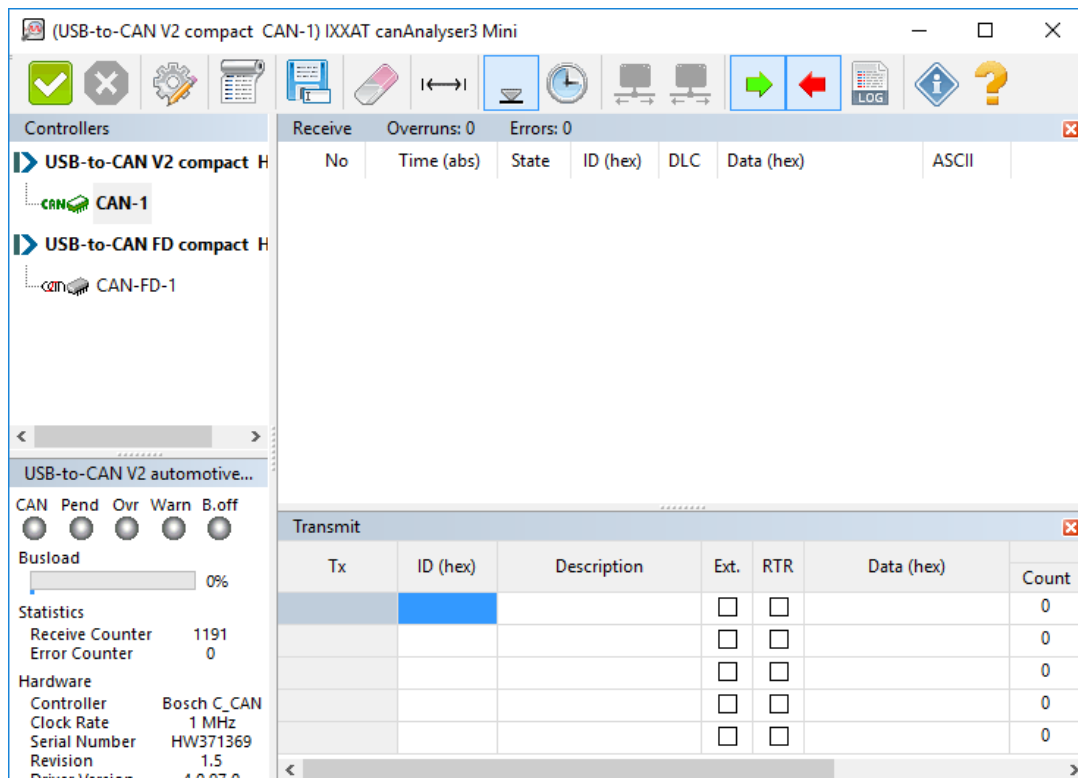 (USB-to-CAN V2 compact CAN-1) IXXAT canAnalyser3 Mini
LOG
Controllers
USB-to-CAN V2 compact H
CAN CAN-1
USB-to-CAN FD compact H
can CAN-FD-1
Receive Overruns: 0 Errors: 0
No Time (abs) State ID (hex) DLC Data (hex) ASCII
USB-to-CAN V2 automotive...
CAN Pend Ovr Warn B.off
Busload
0%
Statistics
Receive Counter 1191
Error Counter 0
Hardware
Controller Bosch C_CAN
Clock Rate 1 MHz
Serial Number HW371369
Revision 1.5
Transmit
Tx ID (hex) Description Ext. RTR Data (hex) Count
0
0
0
0
0